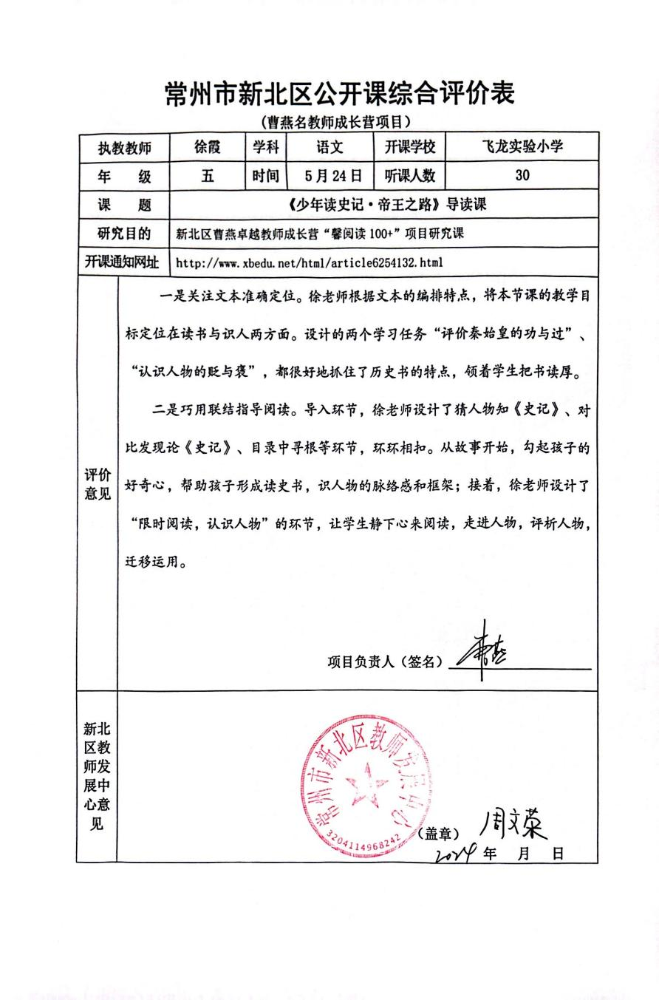 常州市新北区公开课综合评价表
(曹燕名教师成长营项目)
执教教师 徐霞 学科 语文 开课学校 飞龙实验小学
年 级 五 时间 5月24日 听课人数 30
课 题 《少年读史记·帝王之路》导读课
研究目的 新北区曹燕卓越教师成长营“馨阅读100+”项目研究课
开课通知网址 http://www.xbedu.net/html/article6254132.html
一是关注文本准确定位。徐老师根据文本的编排特点，将本节课的教学目
标定位在读书与识人两方面。设计的两个学习任务“评价秦始皇的功与过”、
“认识人物的贬与褒”，都很好地抓住了历史书的特点，领着学生把书读厚。
二是巧用联结指导阅读。导入环节，徐老师设计了猜人物知《史记》、对
比发现论《史记》、目录中寻根等环节，环环相扣。从故事开始，勾起孩子的
评价
意见
好奇心，帮助孩子形成读史书，识人物的脉络感和框架；接着，徐老师设计了
“限时阅读，认识人物”的环节，让学生静下心来阅读，走进人物，评析人物，
迁移运用。
项目负责人（签名） 曹燕
新北
区教
师发
展中
心意
见
常州市新北区教师发展中心
3204114968242
（盖章） 周文荣
2024 年 月 日